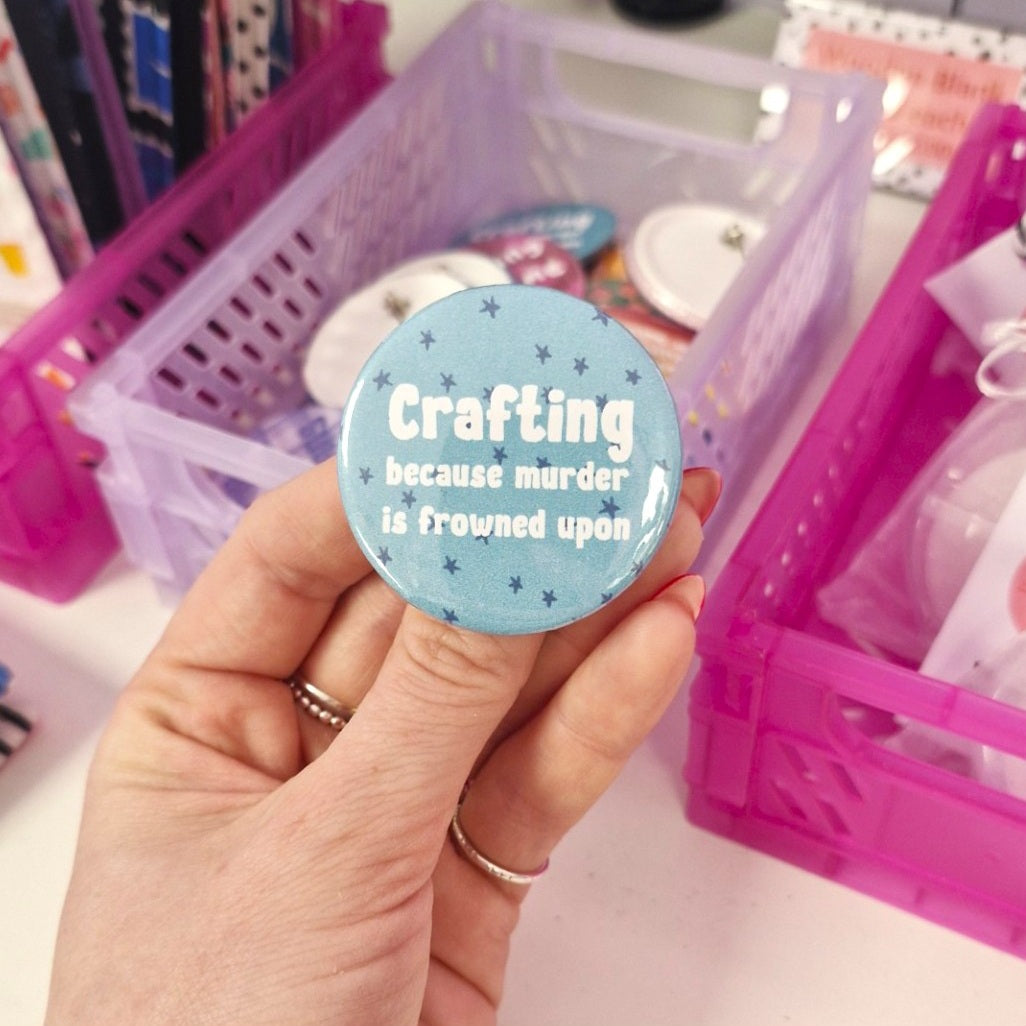 Crafting
because murder
is frowned upon